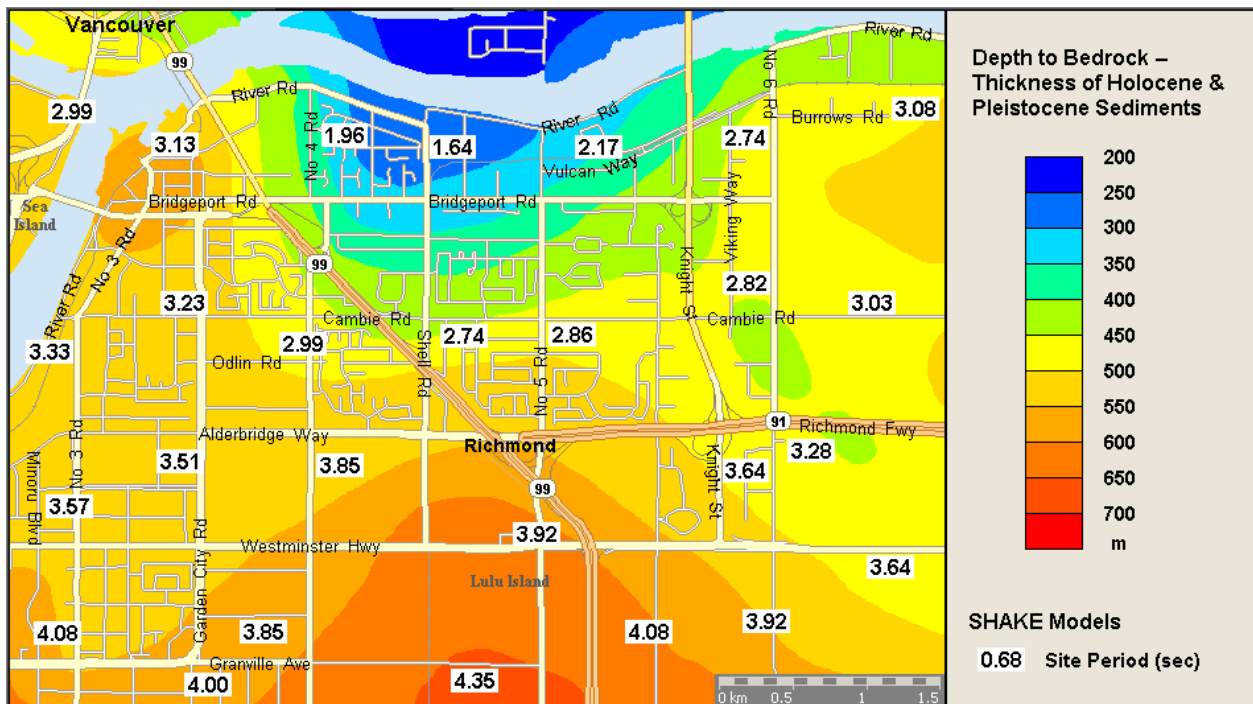 Vancouver
River Rd
99
2.99
River Rd
No 6 Rd
3.08
Burrows Rd
3.13
No 4 Rd
1.96
1.64
River Rd
2.17
Vulcan Way
2.74
Sea
Island
Bridgeport Rd
Bridgeport Rd
No 3 Rd
Viking Way
99
Knight St
River Rd
3.23
2.82
3.03
Cambie Rd
Cambie Rd
3.33
2.99
Shell Rd
2.74
2.86
Odlin Rd
No 5 Rd
91
Richmond Fwy
Alderbridge Way
Richmond
No 3 Rd
Minoru Blvd
3.51
3.85
3.28
3.64
Knight St
99
3.57
3.92
Garden City Rd
Westminster Hwy
Lulu Island
3.64
4.08
3.85
4.08
3.92
Granville Ave
4.00
4.35
0 km 0.5 1 1.5
Depth to Bedrock –
Thickness of Holocene &
Pleistocene Sediments
200
250
300
350
400
450
500
550
600
650
700
m
SHAKE Models
0.68 Site Period (sec)